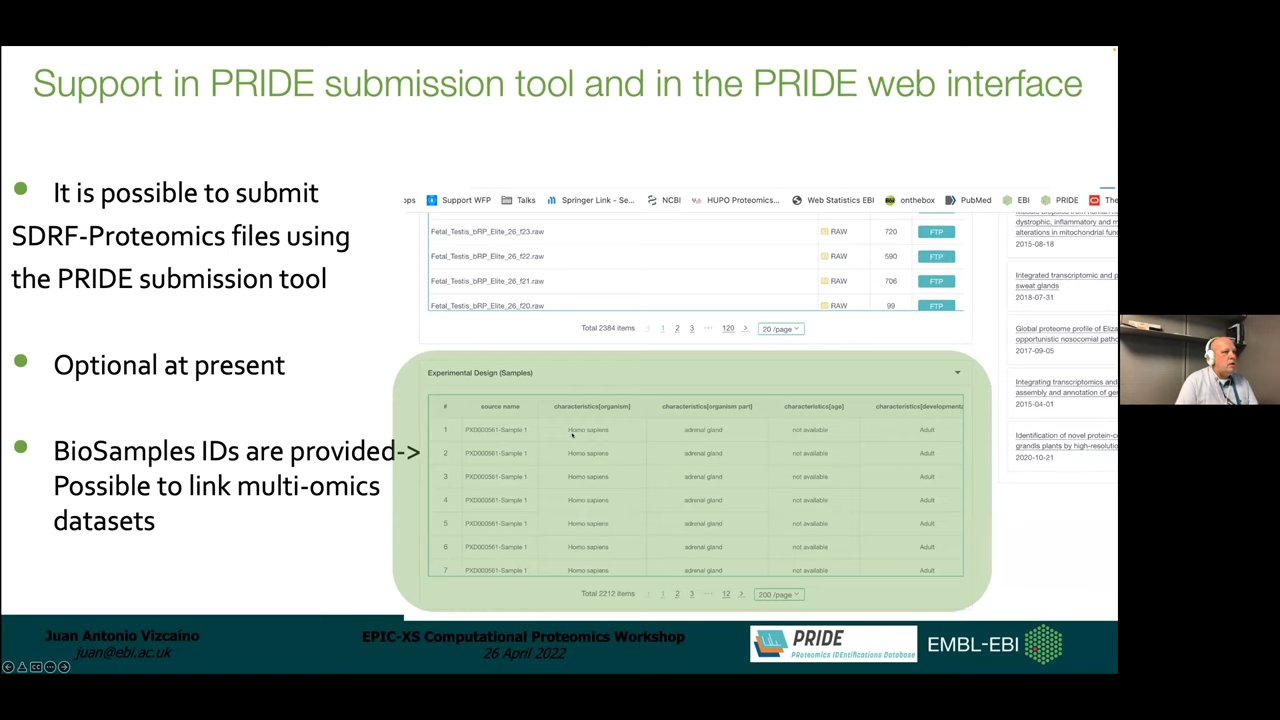 Support in PRIDE submission tool and in the PRIDE web interface
It is possible to submit
SDRF-Proteomics files using
the PRIDE submission tool
Optional at present
BioSamples IDs are provided->
Possible to link multi-omics
datasets
ops Support WFP Talks Springer Link - Se... NCBI HUPO Proteomics... Web Statistics EBI onthebox PubMed EBI PRIDE The
Fetal_Testis_bRP_Elite_26_f23.raw RAW 720 FTP
Fetal_Testis_bRP_Elite_26_f22.raw RAW 590 FTP
Fetal_Testis_bRP_Elite_26_f21.raw RAW 706 FTP
Fetal_Testis_bRP_Elite_26_f20.raw RAW 99 FTP
Total 2384 items 1 2 3 ••• 120 20 /page
dystrophic, inflammatory and m
alterations in mitochondrial func
2015-08-18
Integrated transcriptomic and p
sweat glands
2018-07-31
Global proteome profile of Eliza
opportunistic nosocomial patho
2017-09-05
Integrating transcriptomics and
assembly and annotation of ger
2015-04-01
Identification of novel protein-c
grandis plants by high-resolution
2020-10-21
Experimental Design (Samples)
# source name characteristics[organism] characteristics[organism part] characteristics[age] characteristics[developmenta
1 PXD000561-Sample 1 Homo sapiens adrenal gland not available Adult
2 PXD000561-Sample 1 Homo sapiens adrenal gland not available Adult
3 PXD000561-Sample 1 Homo sapiens adrenal gland not available Adult
4 PXD000561-Sample 1 Homo sapiens adrenal gland not available Adult
5 PXD000561-Sample 1 Homo sapiens adrenal gland not available Adult
6 PXD000561-Sample 1 Homo sapiens adrenal gland not available Adult
7 PXD000561-Sample 1 Homo sapiens adrenal gland not available Adult
Total 2212 items 1 2 3 ••• 12 200 /page
Juan Antonio Vizcaino
juan@ebi.ac.uk
EPIC-XS Computational Proteomics Workshop
26 April 2022
PRIDE
PRoteomics IDEntifications Database
EMBL-EBI